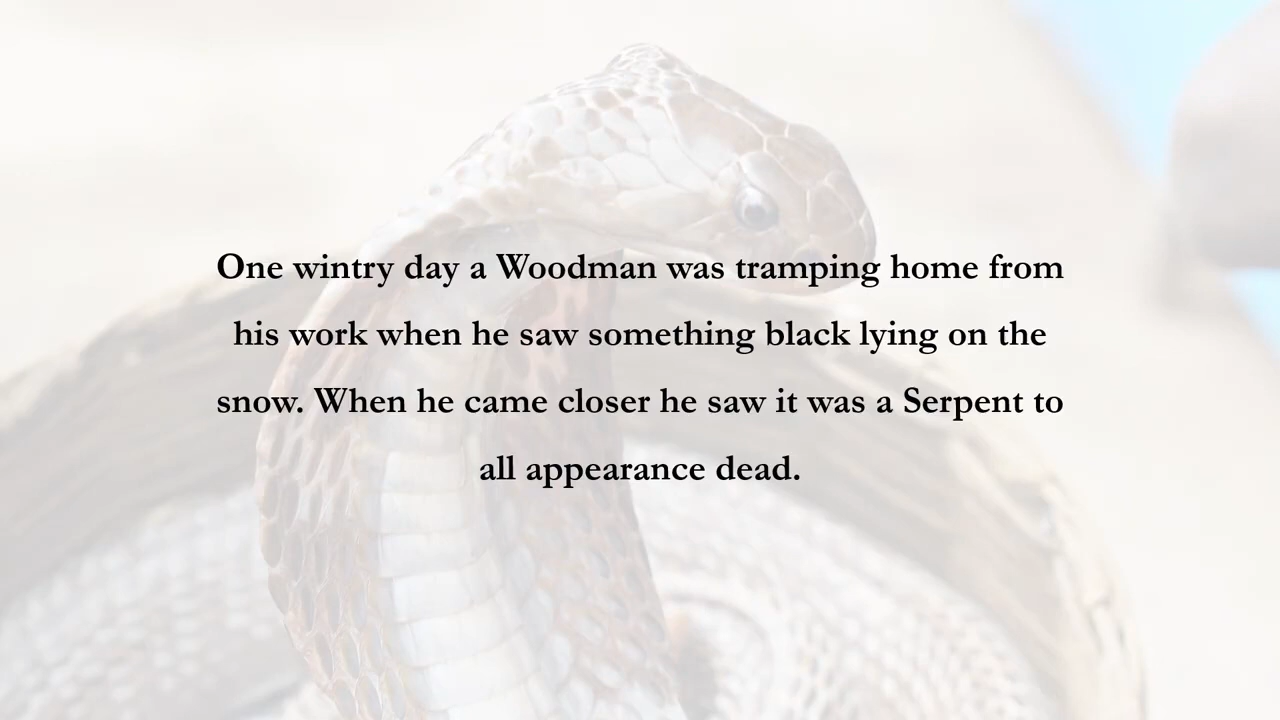 One wintry day a Woodman was tramping home from
his work when he saw something black lying on the
snow. When he came closer he saw it was a Serpent to
all appearance dead.